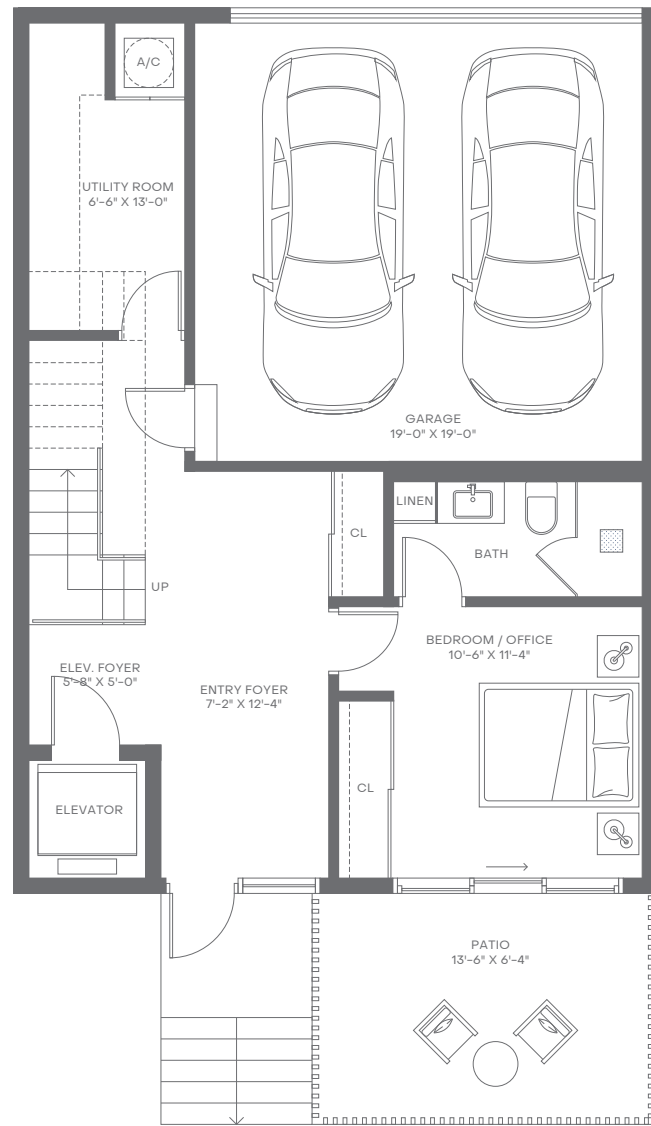 A/C
UTILITY ROOM
6'-6" X 13'-0"
GARAGE
19'-0" X 19'-0"
LINEN
CL
BATH
UP
BEDROOM / OFFICE
10'-6" X 11'-4"
ELEV. FOYER
5'-8" X 5'-0"
ENTRY FOYER
7'-2" X 12'-4"
CL
ELEVATOR
PATIO
13'-6" X 6'-4"